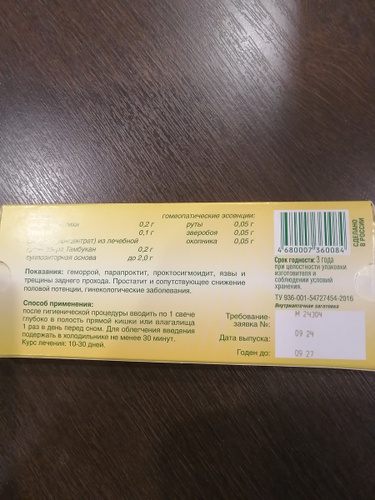 гомеопатические эссенции:
0,2 г руты 0,05 г
0,1 г зверобоя 0,05 г
из лечебной окопника 0,05 г
Тамбукан 0,2 г
суппозиторная основа до 2,0 г
Показания: геморрой, парапроктит, проктосигмоидит, язвы и
трещины заднего прохода. Простатит и сопутствующее снижение
половой потенции, гинекологические заболевания.
Способ применения:
после гигиенической процедуры вводить по 1 свече
глубоко в полость прямой кишки или влагалища
1 раз в день перед сном. Для облегчения введения
подержать в холодильнике не менее 30 минут.
Курс лечения: 10-30 дней.
4 680007 360084
СДЕЛАНО
В РОССИИ
Срок годности: 3 года
при целостности упаковки
изготовителя и
соблюдении условий
хранения.
ТУ 936-001-54727454-2016
Внутриаптечная заготовка
Требование-
заявка №: М 24304
Дата выпуска: 09 24
Годен до: 09 27